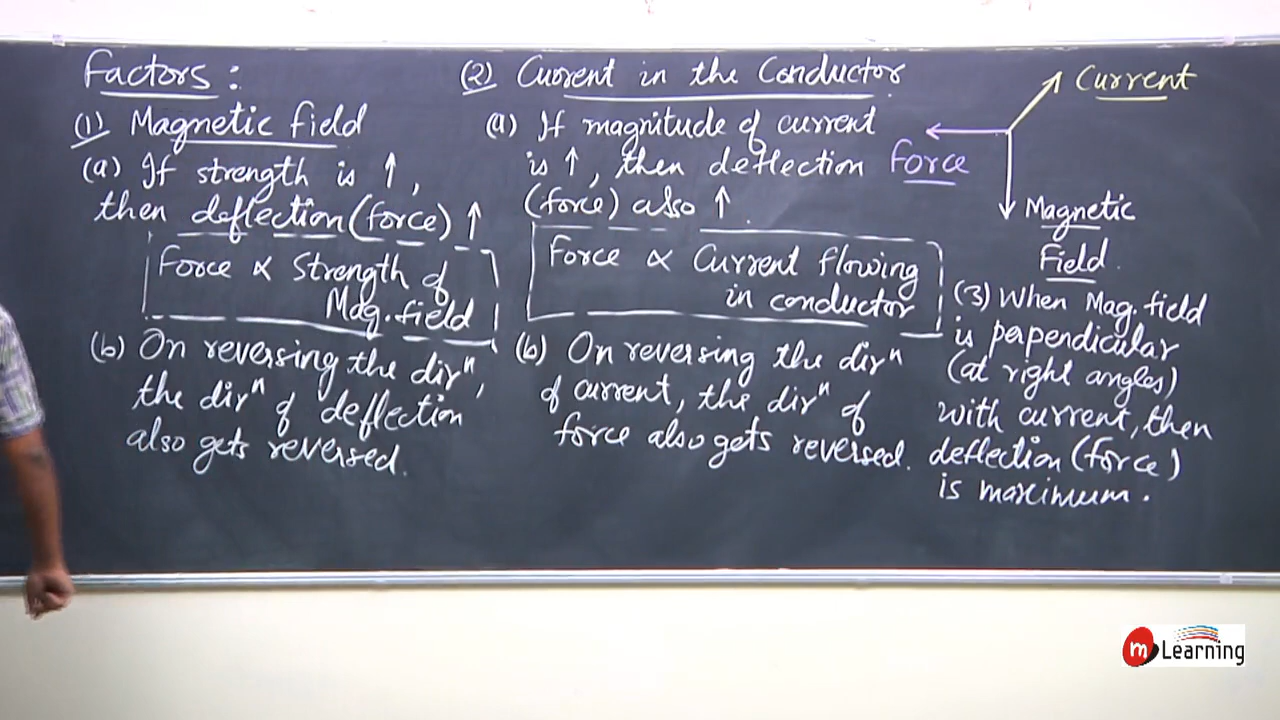 Factors:
(1) Magnetic field
(a) If strength is ↑,
then deflection (force) ↑
Force ∝ Strength of
Mag. field
(b) On reversing the dirⁿ,
the dirⁿ of deflection
also gets reversed.
(2) Current in the Conductor
(a) If magnitude of current
is ↑, then deflection
(force) also ↑.
Force ∝ Current flowing
in conductor
(b) On reversing the dirⁿ
of current, the dirⁿ of
force also gets reversed.
Current
Force
Magnetic
Field.
(3) When Mag. field
is perpendicular
(at right angles)
with current, then
deflection (force)
is maximum.
m Learning